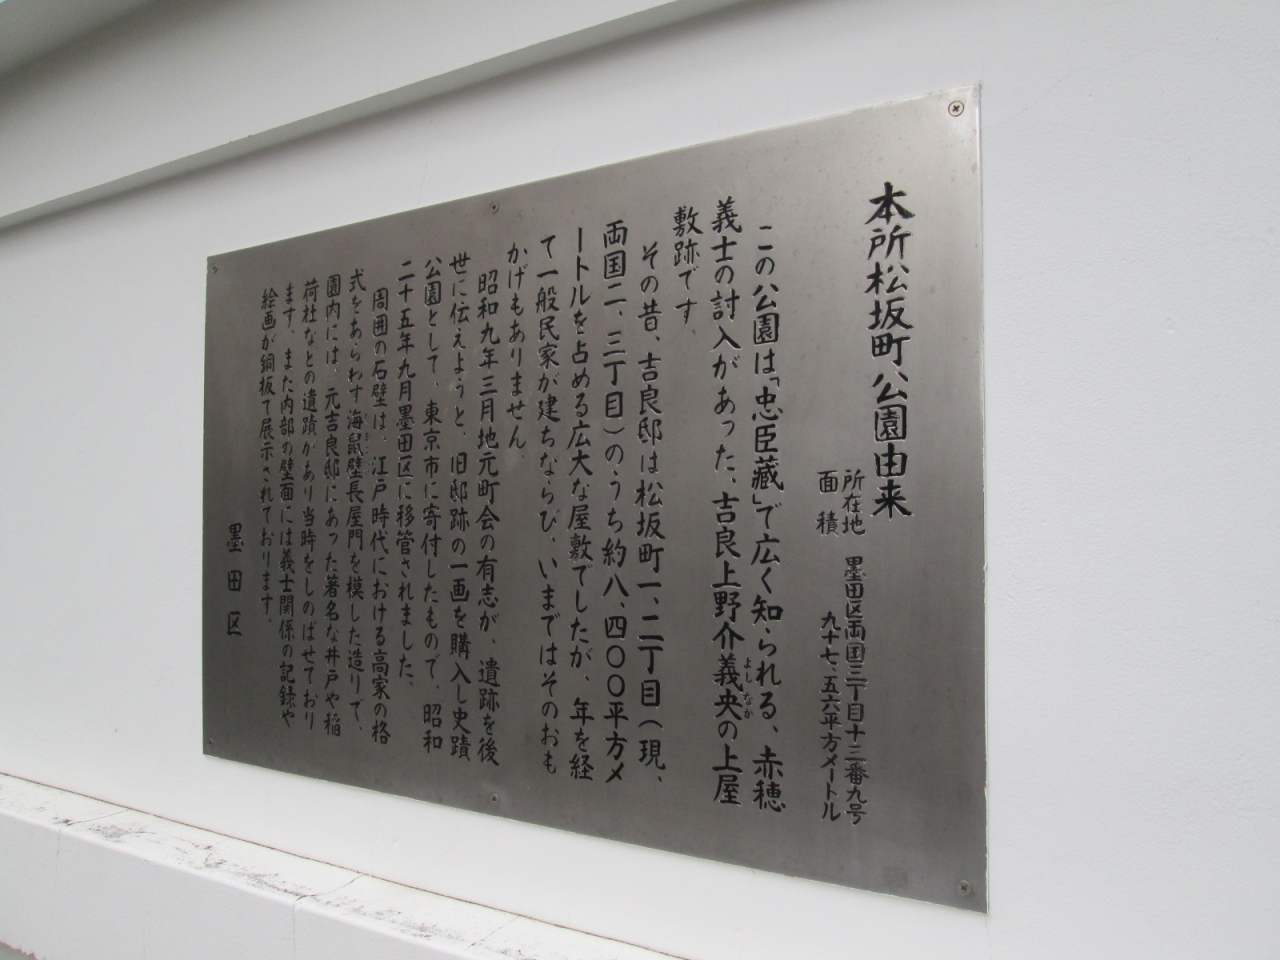 本所松坂町公園由来
所在地 墨田区両国三丁目十三番九号
面積 九十七、五六平方メートル
この公園は「忠臣蔵」で広く知られる、赤穂
義士の討入があった、吉良上野介義央の上屋
よしなか
敷跡です。
その昔、吉良邸は松坂町一、二丁目(現、
両国二、三丁目)のうち約八、四〇〇平方メ
ートルを占める広大な屋敷でしたが、年を経
て一般民家が建ちならび、いまではそのおも
かげもありません。
昭和九年三月地元町会の有志が、遺跡を後
世に伝えようと、旧邸跡の一画を購入し史蹟
公園として、東京市に寄付したもので、昭和
二十五年九月墨田区に移管されました。
周囲の石壁は、江戸時代における高家の格
式をあらわす海鼠壁長屋門を模した造りで、
園内には、元吉良邸にあった著名な井戸や稲
荷社などの遺蹟があり当時をしのばせており
ます。また内部の壁面には義士関係の記録や
絵画が銅板で展示されております。
墨田区